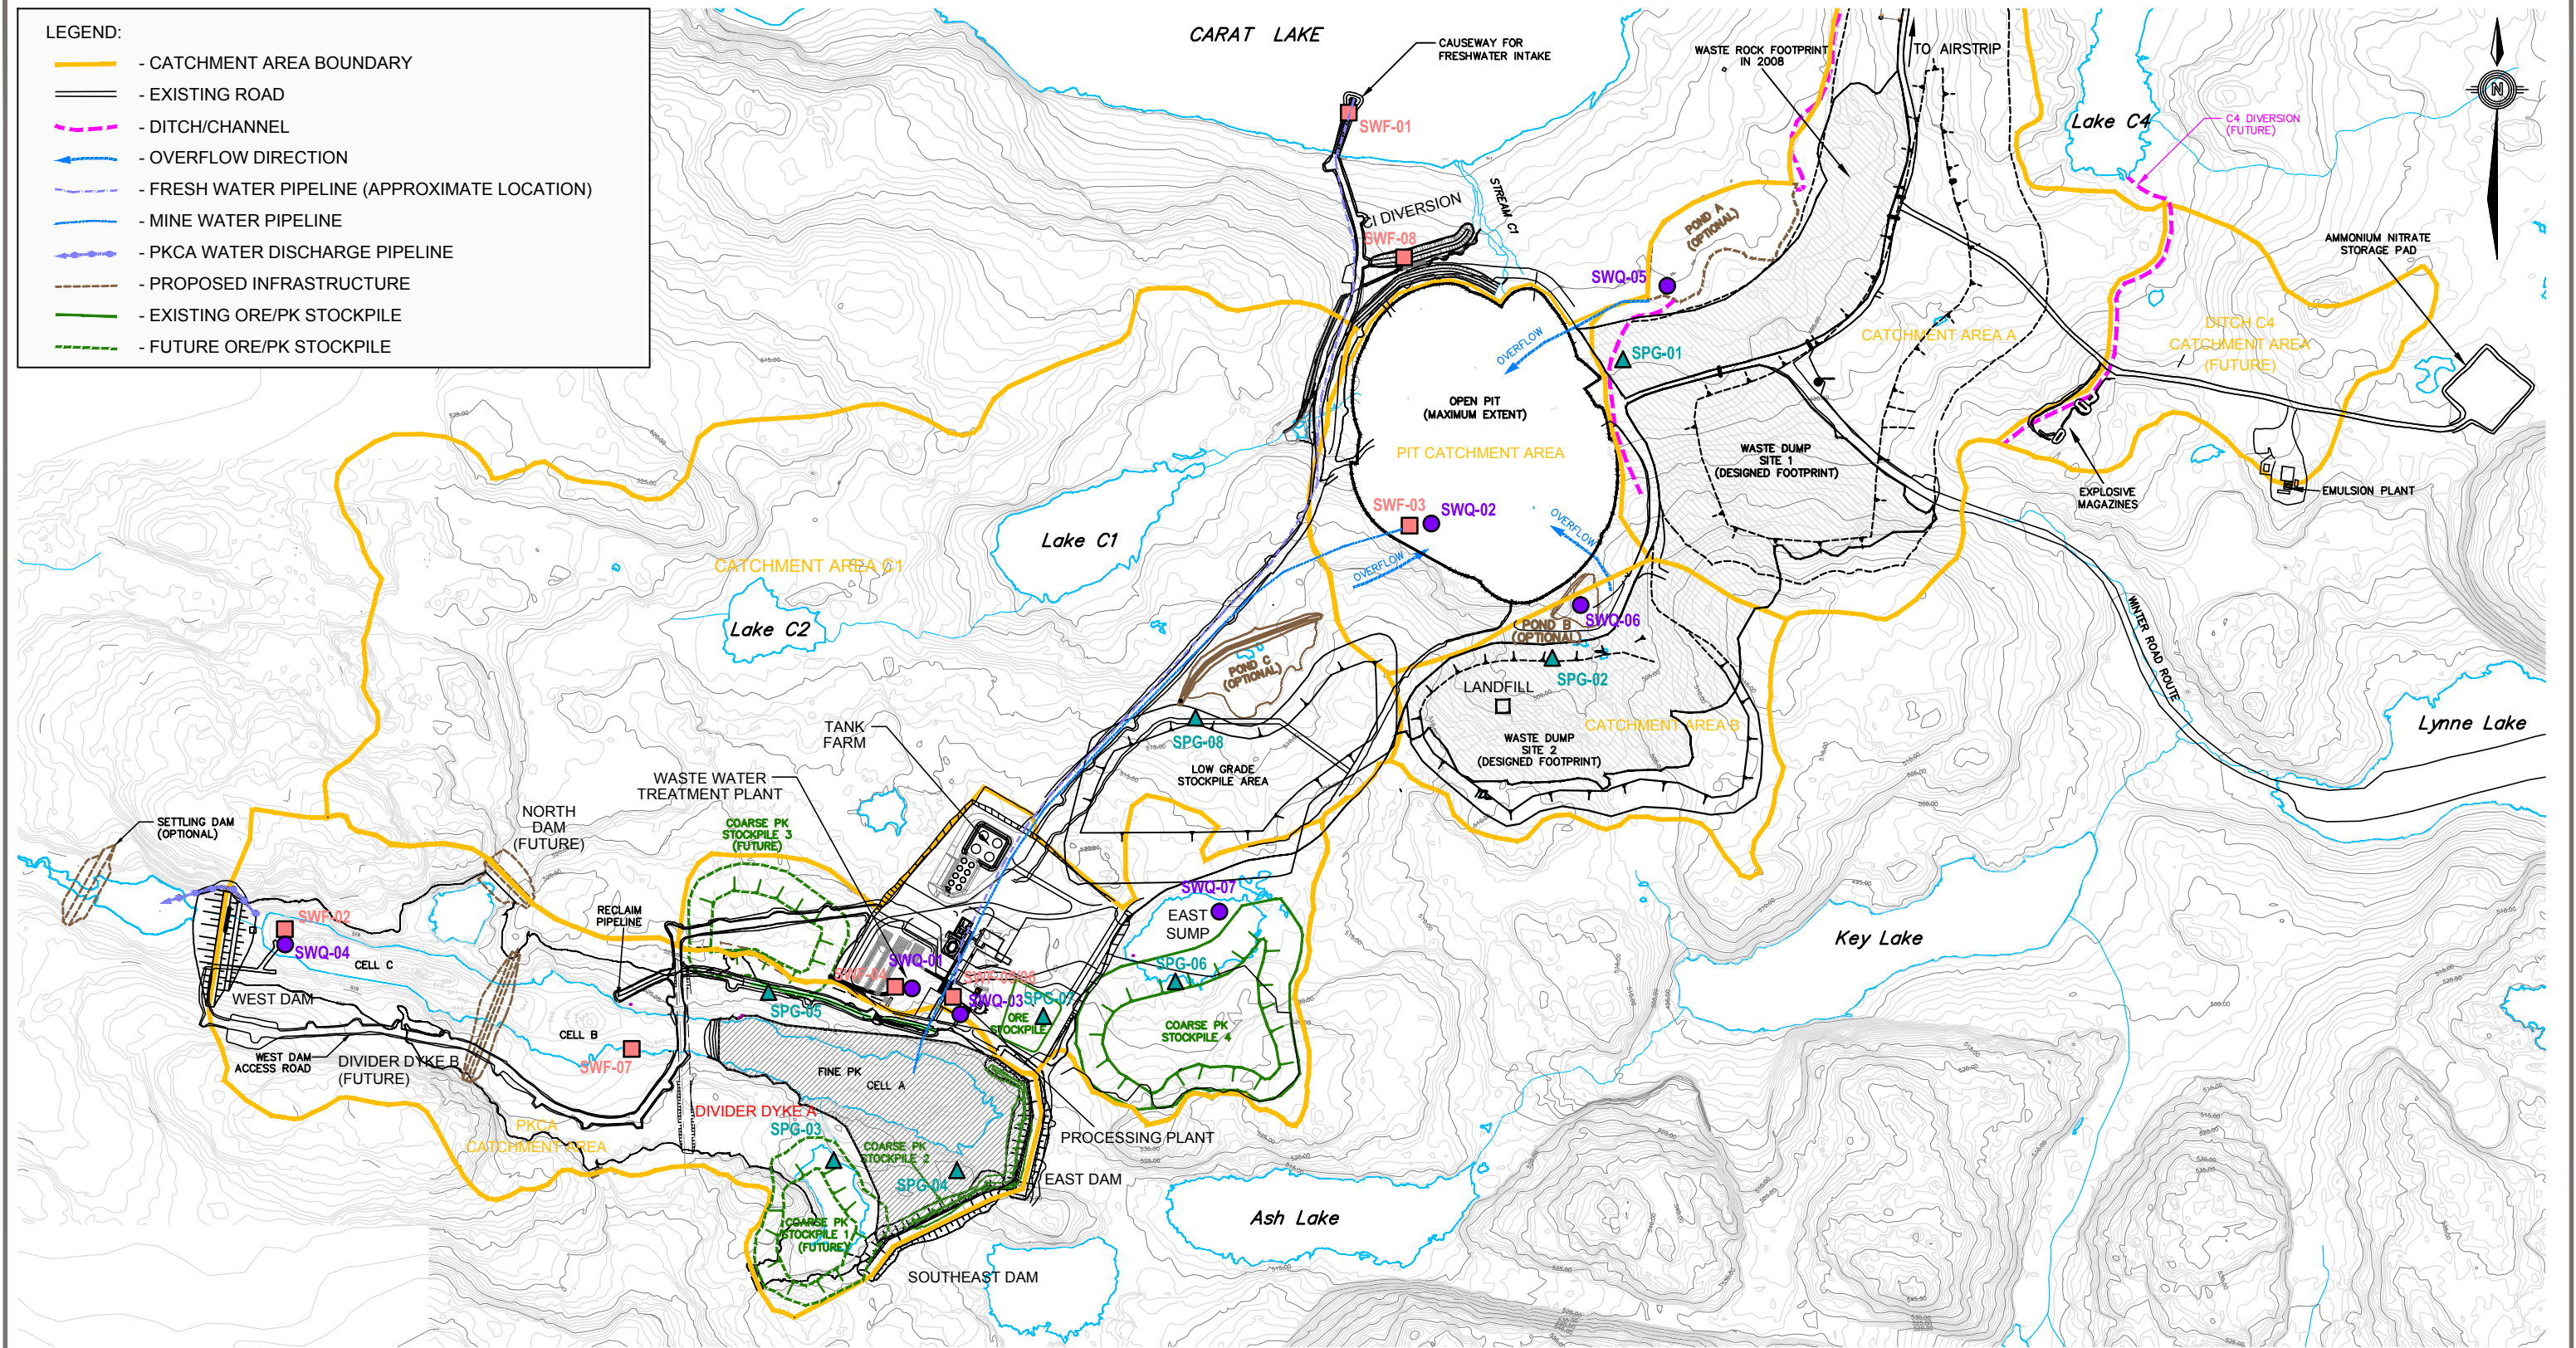 LEGEND:
- CATCHMENT AREA BOUNDARY
- EXISTING ROAD
- DITCH/CHANNEL
- OVERFLOW DIRECTION
- FRESH WATER PIPELINE (APPROXIMATE LOCATION)
- MINE WATER PIPELINE
- PKCA WATER DISCHARGE PIPELINE
- PROPOSED INFRASTRUCTURE
- EXISTING ORE/PK STOCKPILE
- FUTURE ORE/PK STOCKPILE
CARAT LAKE
CAUSEWAY FOR
FRESHWATER INTAKE
SWF-01
WASTE ROCK FOOTPRINT
IN 2008
TO AIRSTRIP
Lake C4
C4 DIVERSION
(FUTURE)
N
STREAM C1
CI DIVERSION
SWF-08
POND A
(OPTIONAL)
SWQ-05
AMMONIUM NITRATE
STORAGE PAD
OVERFLOW
SPG-01
CATCHMENT AREA A
DITCH C4
CATCHMENT AREA
(FUTURE)
OPEN PIT
(MAXIMUM EXTENT)
PIT CATCHMENT AREA
WASTE DUMP
SITE 1
(DESIGNED FOOTPRINT)
EXPLOSIVE
MAGAZINES
EMULSION PLANT
SWF-03
SWQ-02
OVERFLOW
OVERFLOW
Lake C1
CATCHMENT AREA C1
Lake C2
SWQ-06
POND B
(OPTIONAL)
POND C
(OPTIONAL)
SPG-02
LANDFILL
CATCHMENT AREA B
WASTE DUMP
SITE 2
(DESIGNED FOOTPRINT)
WINTER ROAD ROUTE
Lynne Lake
TANK
FARM
SPG-08
LOW GRADE
STOCKPILE AREA
WASTE WATER
TREATMENT PLANT
NORTH
DAM
(FUTURE)
SETTLING DAM
(OPTIONAL)
COARSE PK
STOCKPILE 3
(FUTURE)
RECLAIM
PIPELINE
SWF-02
SWQ-04
CELL C
WEST DAM
SWQ-07
EAST
SUMP
Key Lake
SWQ-01
SWF-04
SWF-05/06
SWQ-03
SPG-07
SPG-06
ORE
STOCKPILE
SPG-05
COARSE PK
STOCKPILE 4
CELL B
WEST DAM
ACCESS ROAD
DIVIDER DYKE B
(FUTURE)
SWF-07
FINE PK
CELL A
DIVIDER DYKE A
SPG-03
PKCA
CATCHMENT AREA
COARSE PK
STOCKPILE 2
SPG-04
PROCESSING PLANT
EAST DAM
COARSE PK
STOCKPILE 1
(FUTURE)
SOUTHEAST DAM
Ash Lake